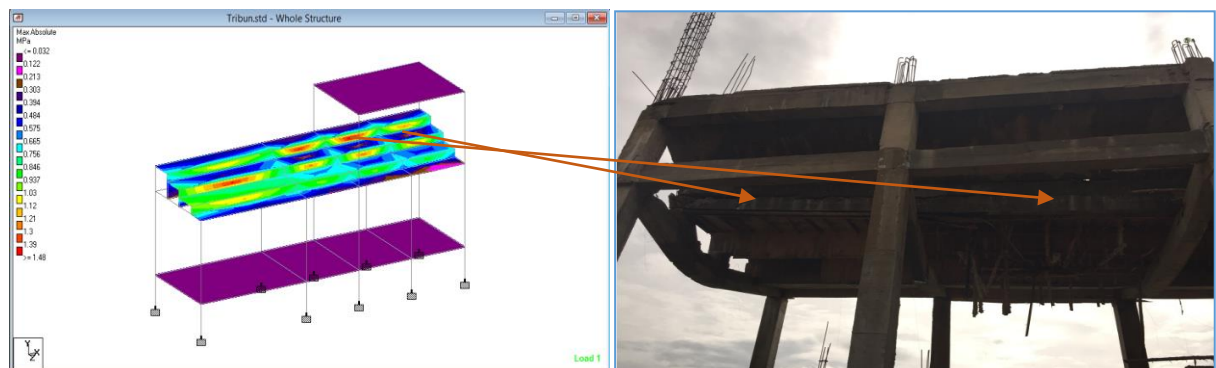 Tribun.std - Whole Structure
Max Absolute
MPa
<= 0.032
0.122
0.213
0.303
0.394
0.484
0.575
0.665
0.756
0.846
0.937
1.03
1.12
1.21
1.3
1.39
>= 1.48
Y
X
Z
Load 1